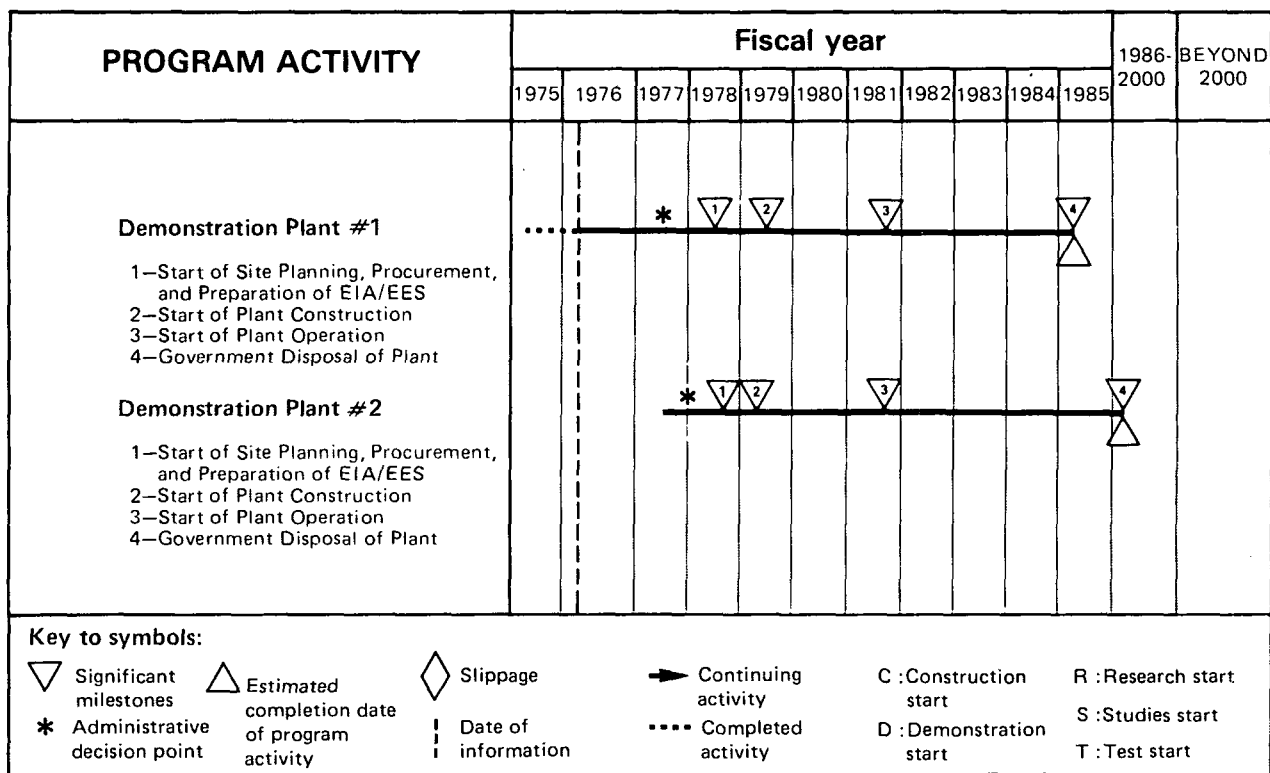 PROGRAM ACTIVITY
Fiscal year
1986-
2000
BEYOND
2000
1975 1976 1977 1978 1979 1980 1981 1982 1983 1984 1985
Demonstration Plant #1
* 1 2 3 4
1—Start of Site Planning, Procurement,
and Preparation of EIA/EES
2—Start of Plant Construction
3—Start of Plant Operation
4—Government Disposal of Plant
Demonstration Plant #2
* 1 2 3 4
1—Start of Site Planning, Procurement,
and Preparation of EIA/EES
2—Start of Plant Construction
3—Start of Plant Operation
4—Government Disposal of Plant
Key to symbols:
Significant
milestones
* Administrative
decision point
Estimated
completion date
of program
activity
Slippage
Date of
information
Continuing
activity
Completed
activity
C :Construction
start
D :Demonstration
start
R :Research start
S :Studies start
T :Test start